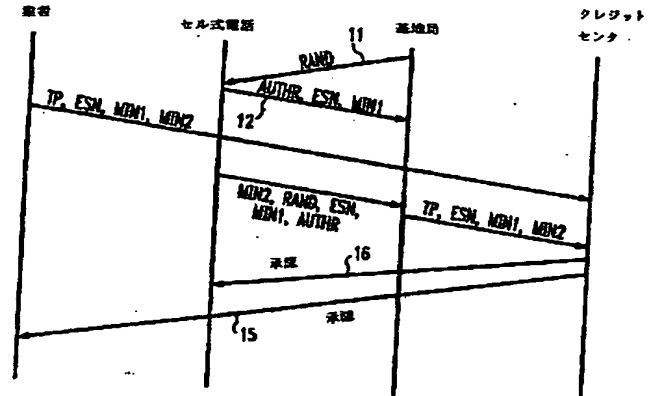 業者
セル式電話
基地局
クレジット
センタ
11
RAND
AUTHR, ESN, MIN1
12
TP, ESN, MIN1, MIN2
MIN2, RAND, ESN,
MIN1, AUTHR
TP, ESN, MIN1, MIN2
承認
16
15
承認